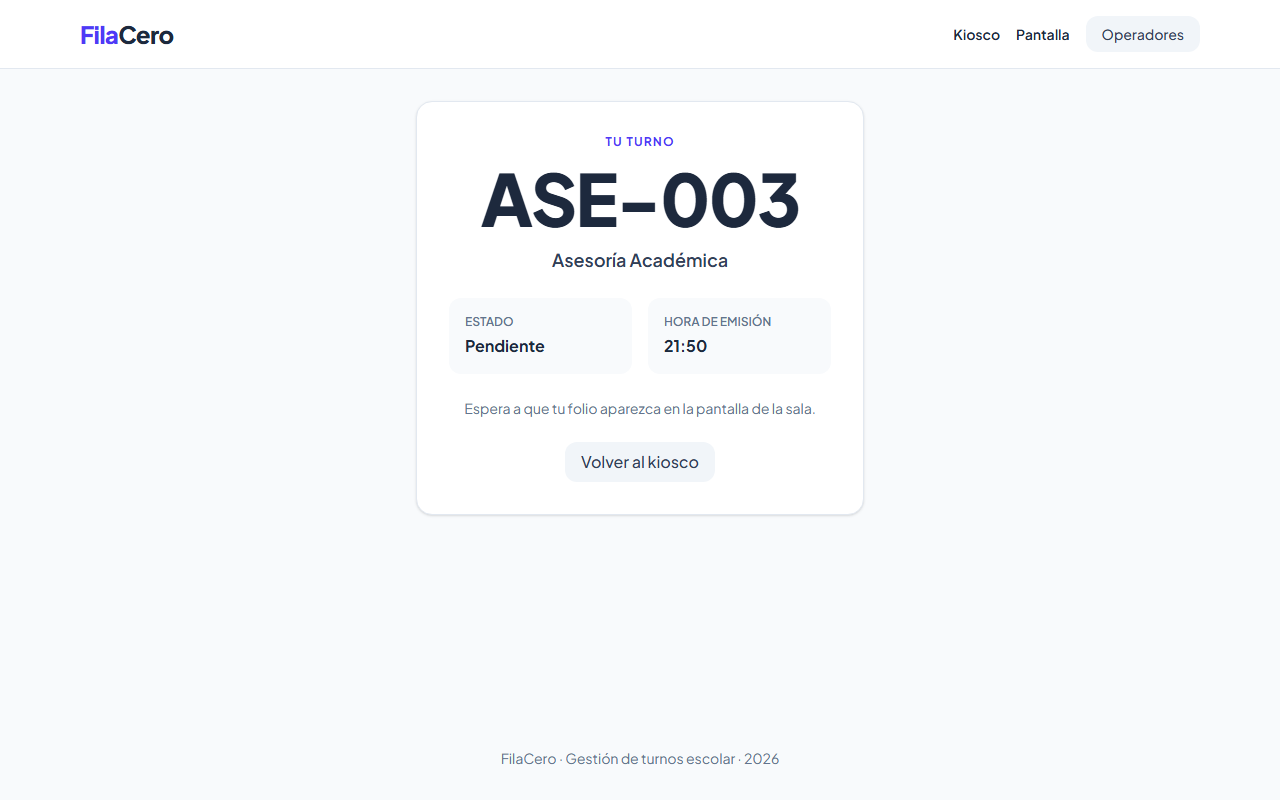 FilaCero
Kiosco Pantalla Operadores
TU TURNO
ASE-003
Asesoría Académica
ESTADO
Pendiente
HORA DE EMISIÓN
21:50
Espera a que tu folio aparezca en la pantalla de la sala.
Volver al kiosco
FilaCero · Gestión de turnos escolar · 2026